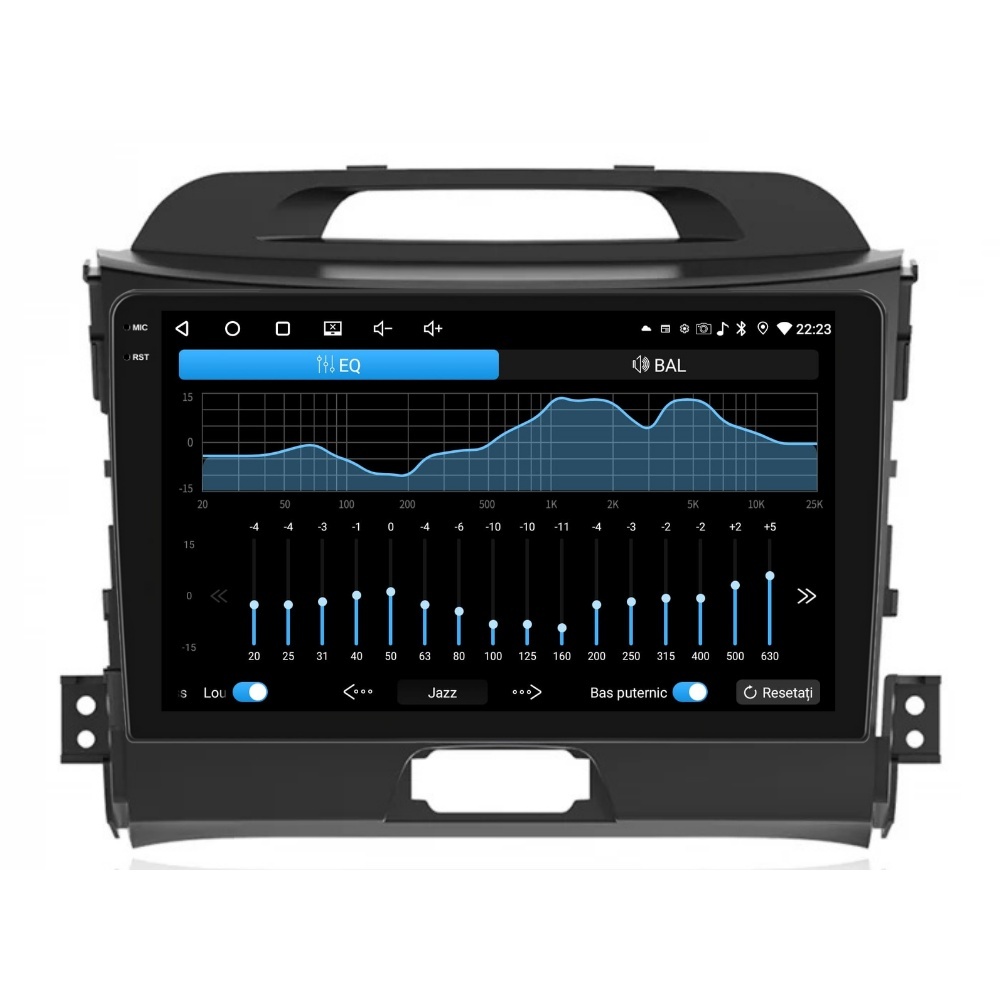 MIC
22:23
RST
EQ
BAL
15
0
-15
20 50 100 200 500 1K 2K 5K 10K 25K
-4 -4 -3 -1 0 -4 -6 -10 -10 -11 -4 -3 -2 -2 +2 +5
15
0
-15
20 25 31 40 50 63 80 100 125 160 200 250 315 400 500 630
s Lou Jazz Bas puternic Resetați